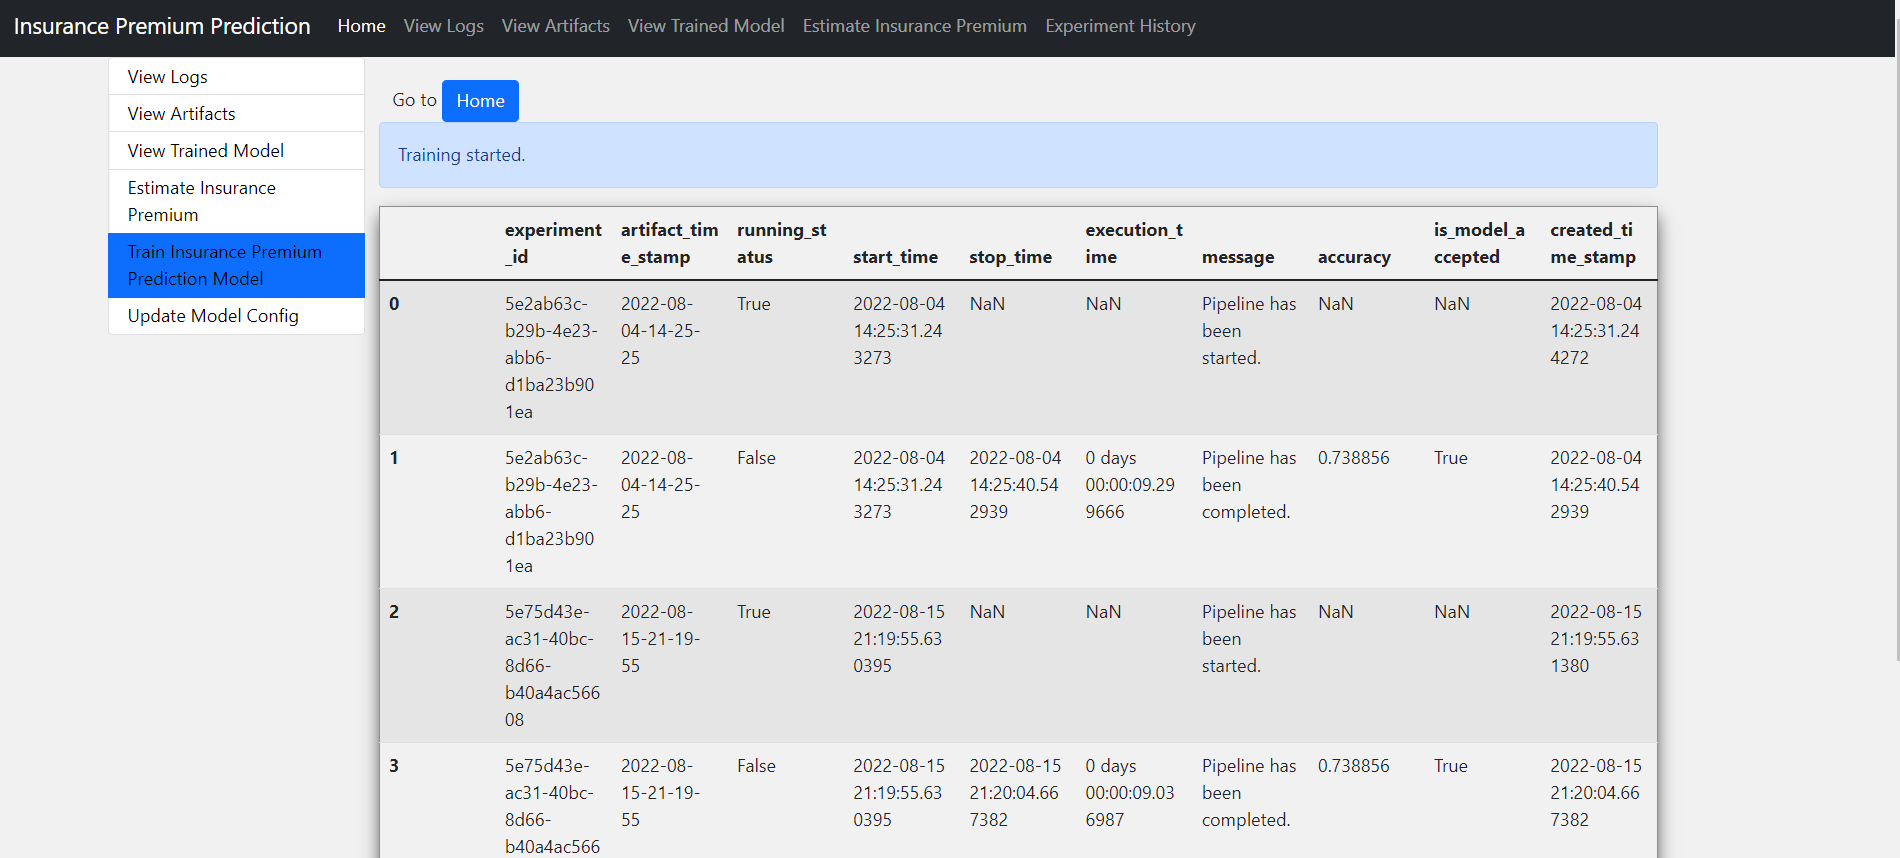 Insurance Premium Prediction Home View Logs View Artifacts View Trained Model Estimate Insurance Premium Experiment History
View Logs
View Artifacts
View Trained Model
Estimate Insurance
Premium
Train Insurance Premium
Prediction Model
Update Model Config
Go to Home
Training started.
experiment artifact_tim running_st execution_t is_model_a created_ti
_id e_stamp atus start_time stop_time ime message accuracy ccepted me_stamp
0 5e2ab63c- 2022-08- True 2022-08-04 NaN NaN Pipeline has NaN NaN 2022-08-04
b29b-4e23- 04-14-25- 14:25:31.24 been 14:25:31.24
abb6- 25 3273 started. 4272
d1ba23b90
1ea
1 5e2ab63c- 2022-08- False 2022-08-04 2022-08-04 0 days Pipeline has 0.738856 True 2022-08-04
b29b-4e23- 04-14-25- 14:25:31.24 14:25:40.54 00:00:09.29 been 14:25:40.54
abb6- 25 3273 2939 9666 completed. 2939
d1ba23b90
1ea
2 5e75d43e- 2022-08- True 2022-08-15 NaN NaN Pipeline has NaN NaN 2022-08-15
ac31-40bc- 15-21-19- 21:19:55.63 been 21:19:55.63
8d66- 55 0395 started. 1380
b40a4ac566
08
3 5e75d43e- 2022-08- False 2022-08-15 2022-08-15 0 days Pipeline has 0.738856 True 2022-08-15
ac31-40bc- 15-21-19- 21:19:55.63 21:20:04.66 00:00:09.03 been 21:20:04.66
8d66- 55 0395 7382 6987 completed. 7382
b40a4ac566